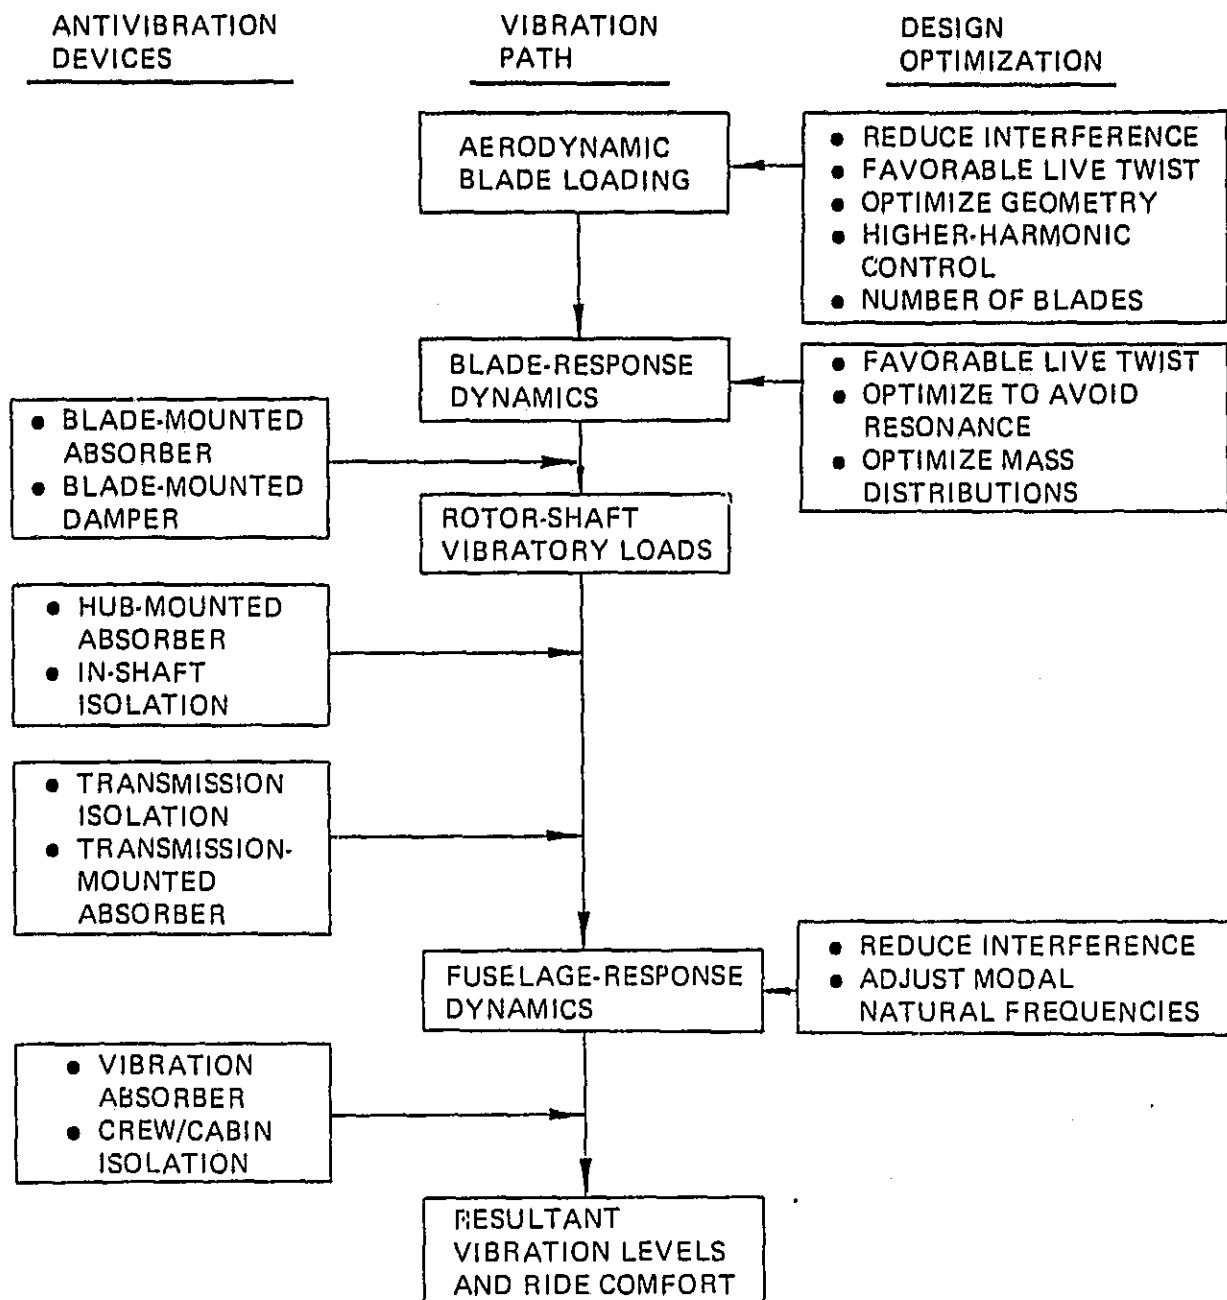 ANTIVIBRATION
DEVICES
VIBRATION
PATH
DESIGN
OPTIMIZATION
AERODYNAMIC
BLADE LOADING
● REDUCE INTERFERENCE
● FAVORABLE LIVE TWIST
● OPTIMIZE GEOMETRY
● HIGHER-HARMONIC
CONTROL
● NUMBER OF BLADES
BLADE-RESPONSE
DYNAMICS
● FAVORABLE LIVE TWIST
● OPTIMIZE TO AVOID
RESONANCE
● OPTIMIZE MASS
DISTRIBUTIONS
● BLADE-MOUNTED
ABSORBER
● BLADE-MOUNTED
DAMPER
ROTOR-SHAFT
VIBRATORY LOADS
● HUB-MOUNTED
ABSORBER
● IN-SHAFT
ISOLATION
● TRANSMISSION
ISOLATION
● TRANSMISSION-
MOUNTED
ABSORBER
FUSELAGE-RESPONSE
DYNAMICS
● REDUCE INTERFERENCE
● ADJUST MODAL
NATURAL FREQUENCIES
● VIBRATION
ABSORBER
● CREW/CABIN
ISOLATION
RESULTANT
VIBRATION LEVELS
AND RIDE COMFORT